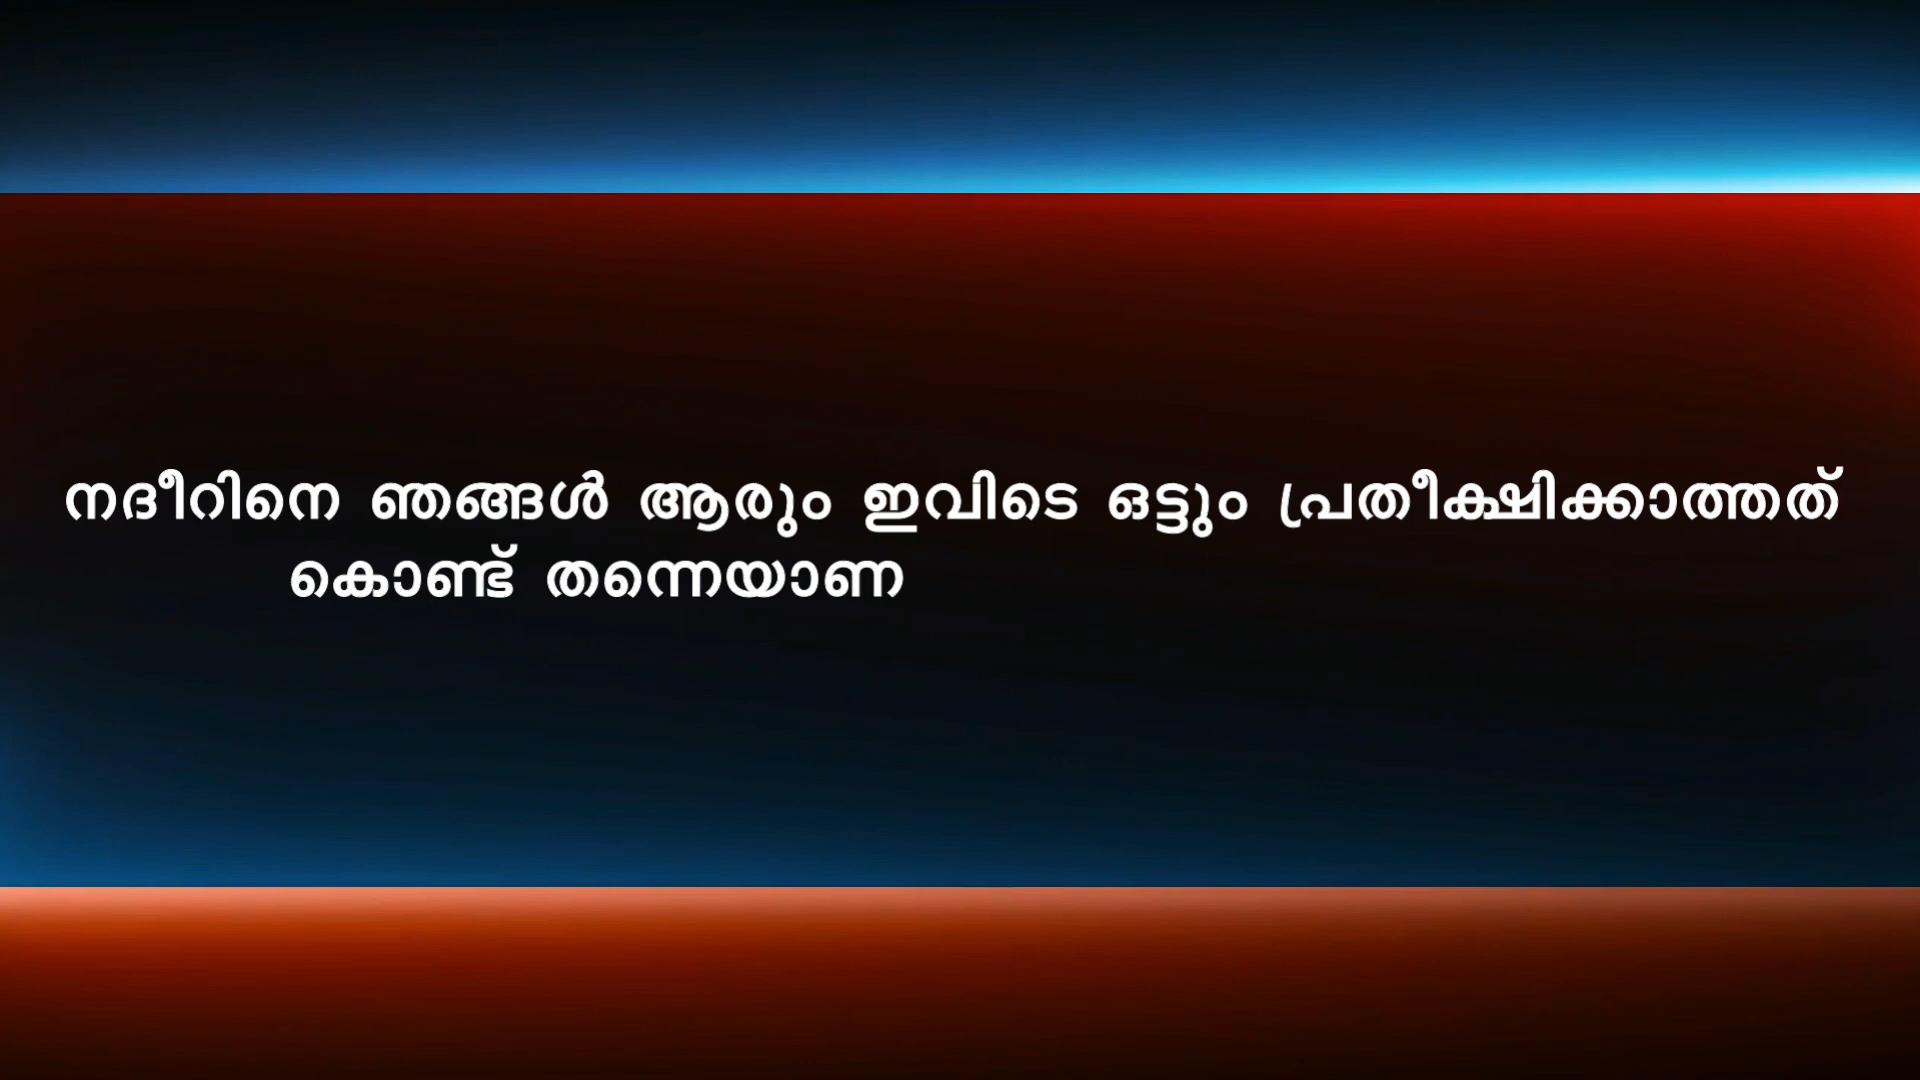 നദീറിനെ ഞങ്ങൾ ആരും ഇവിടെ ഒട്ടും പ്രതീക്ഷിക്കാത്തത്
കൊണ്ട് തന്നെയാണ